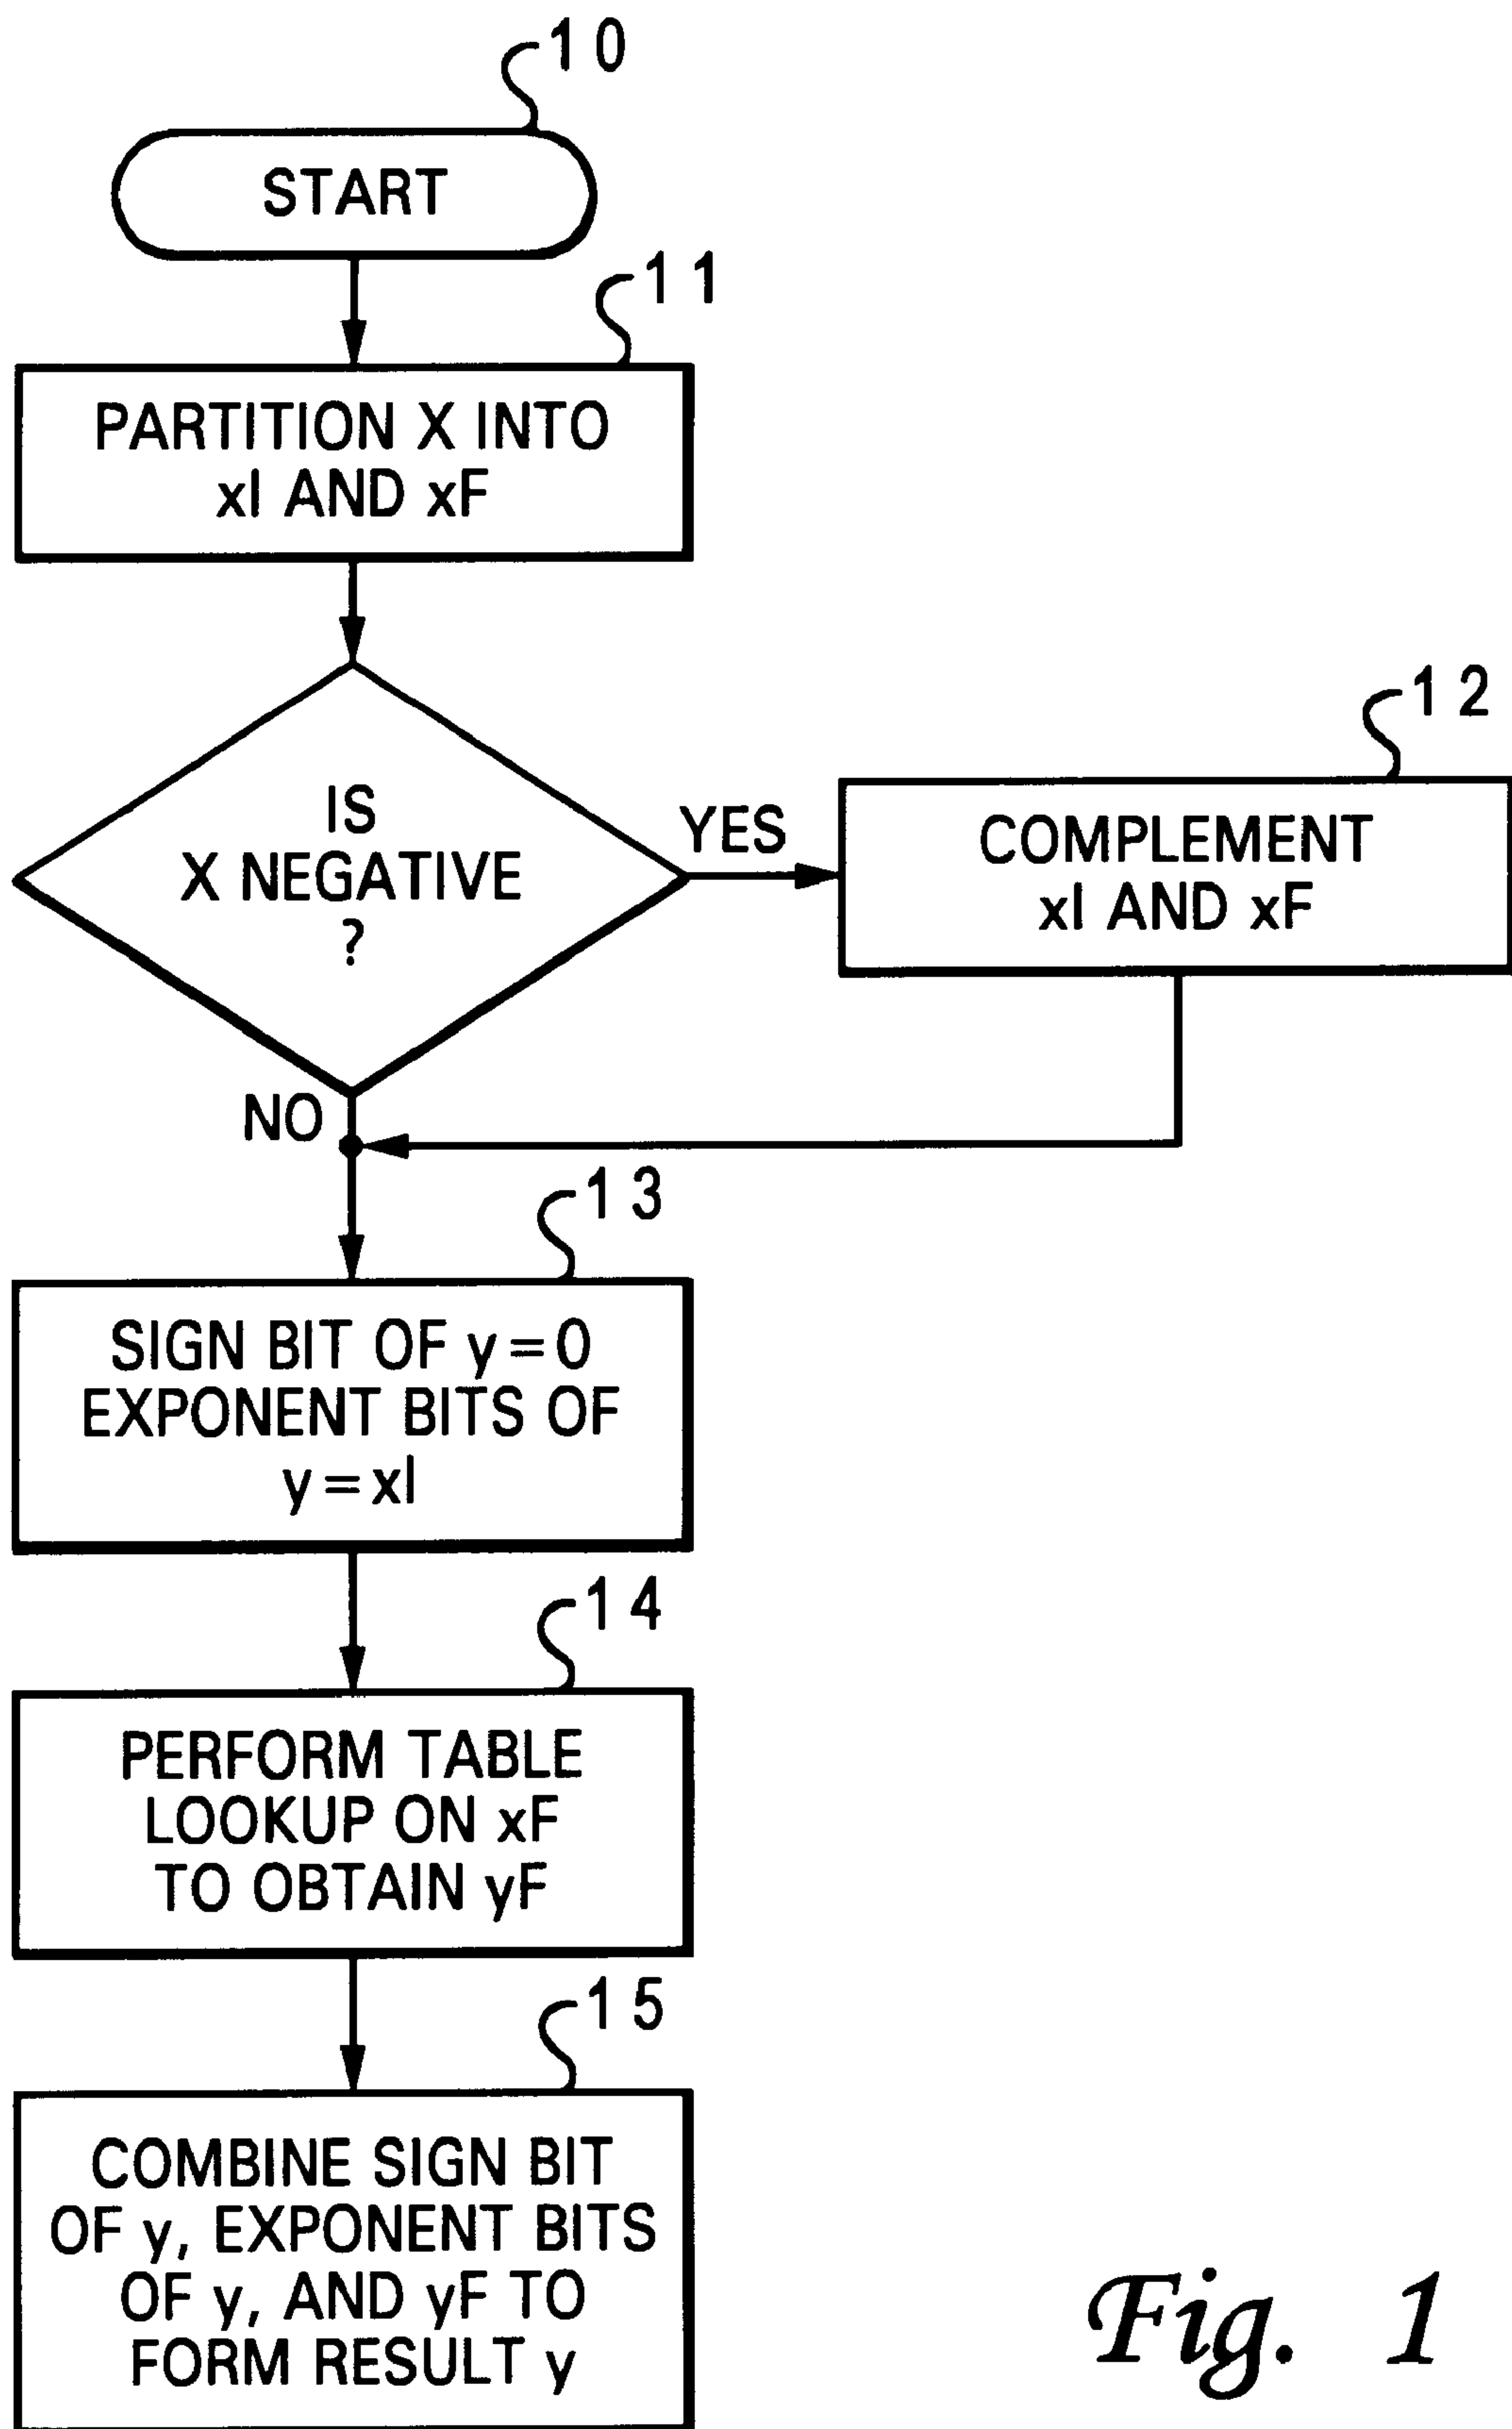 10
START
11
PARTITION X INTO
xI AND xF
IS
X NEGATIVE
?
YES
12
COMPLEMENT
xI AND xF
NO
13
SIGN BIT OF y=0
EXPONENT BITS OF
y=xI
14
PERFORM TABLE
LOOKUP ON xF
TO OBTAIN yF
15
COMBINE SIGN BIT
OF y, EXPONENT BITS
OF y, AND yF TO
FORM RESULT y
Fig. 1